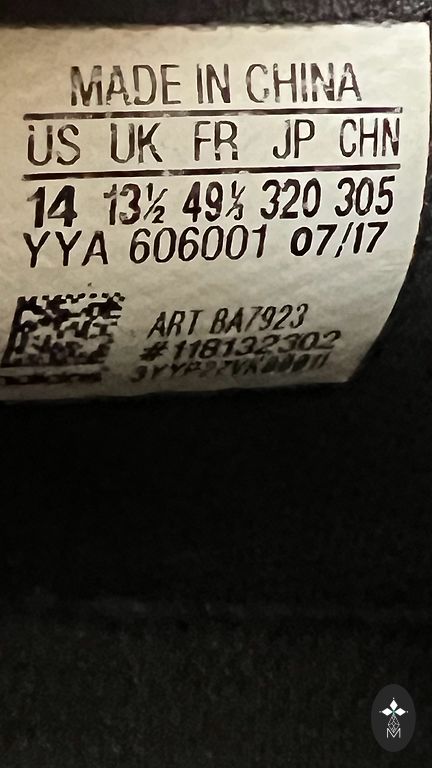 MADE IN CHINA
US UK FR JP CHN
14 13½ 49⅓ 320 305
YYA 606001 07/17
ART BA7923
#118132302
M